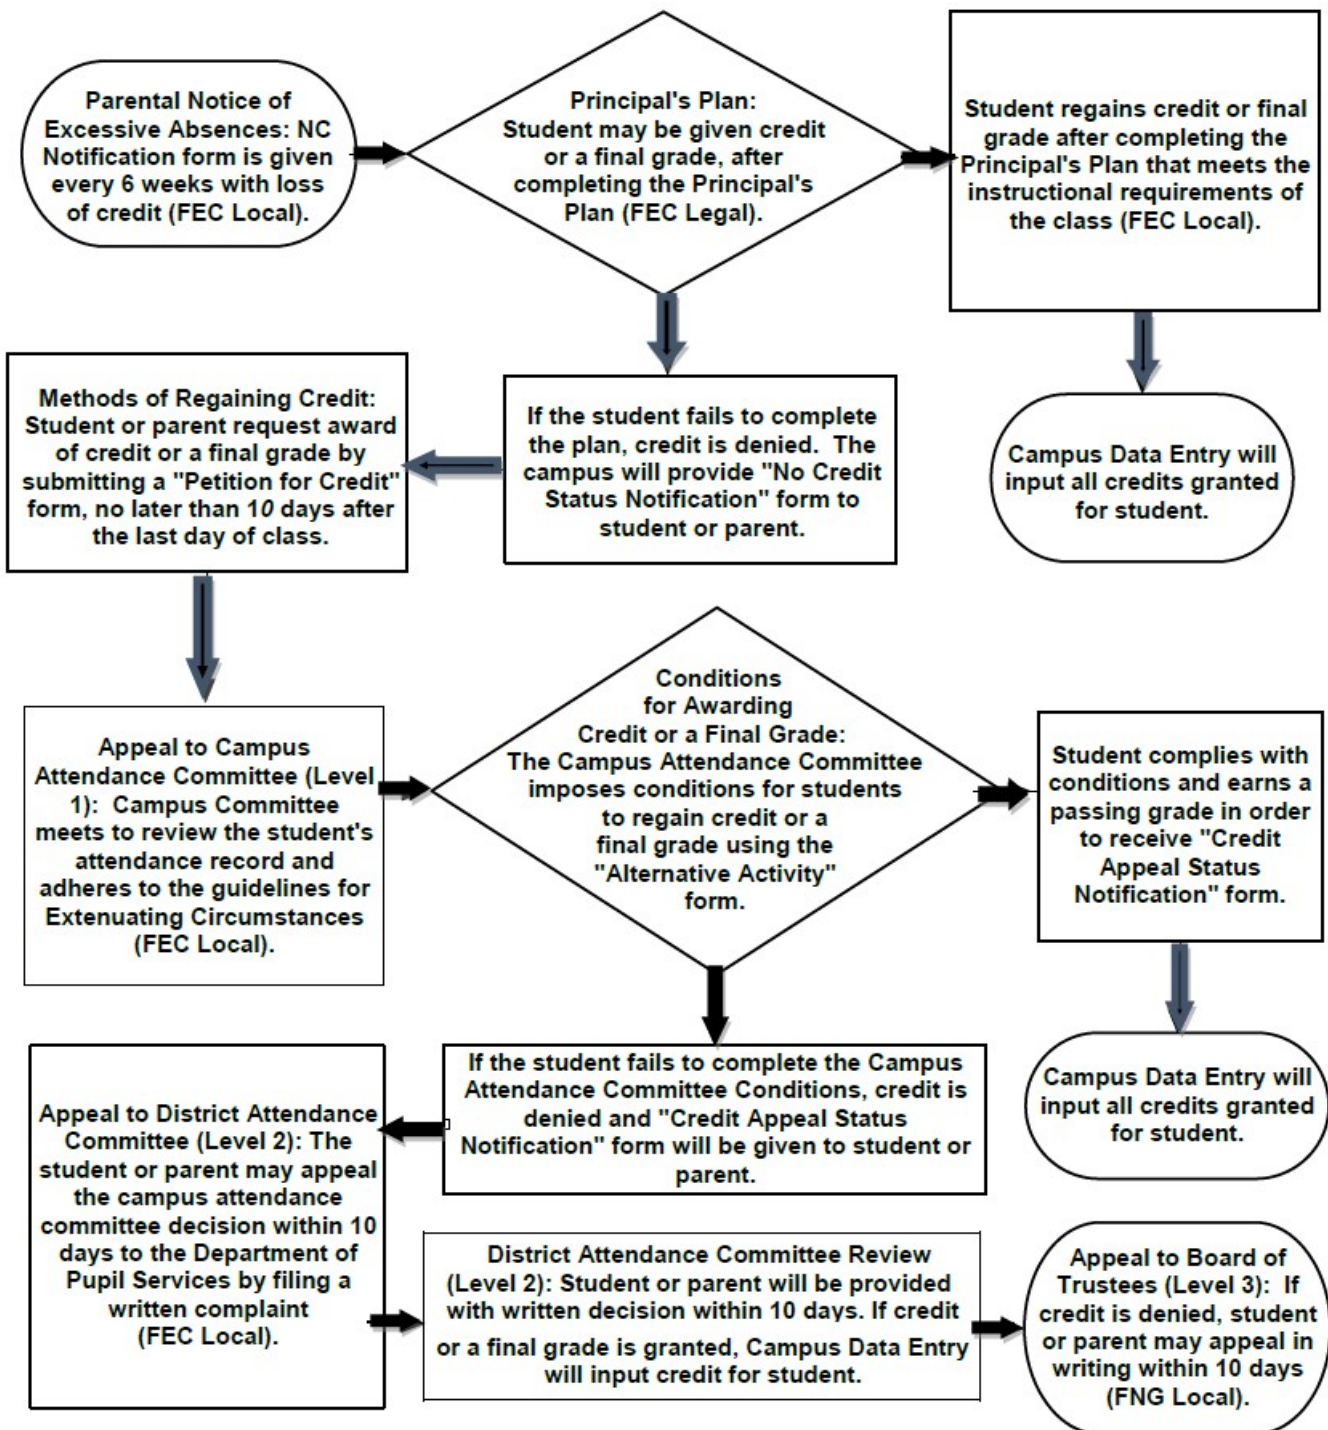 Parental Notice of
Excessive Absences: NC
Notification form is given
every 6 weeks with loss
of credit (FEC Local).
Principal's Plan:
Student may be given credit
or a final grade, after
completing the Principal's
Plan (FEC Legal).
Student regains credit or final
grade after completing the
Principal's Plan that meets the
instructional requirements of
the class (FEC Local).
Methods of Regaining Credit:
Student or parent request award
of credit or a final grade by
submitting a "Petition for Credit"
form, no later than 10 days after
the last day of class.
If the student fails to complete
the plan, credit is denied. The
campus will provide "No Credit
Status Notification" form to
student or parent.
Campus Data Entry will
input all credits granted
for student.
Appeal to Campus
Attendance Committee (Level
1): Campus Committee
meets to review the student's
attendance record and
adheres to the guidelines for
Extenuating Circumstances
(FEC Local).
Conditions
for Awarding
Credit or a Final Grade:
The Campus Attendance Committee
imposes conditions for students
to regain credit or a
final grade using the
"Alternative Activity"
form.
Student complies with
conditions and earns a
passing grade in order
to receive "Credit
Appeal Status
Notification" form.
Appeal to District Attendance
Committee (Level 2): The
student or parent may appeal
the campus attendance
committee decision within 10
days to the Department of
Pupil Services by filing a
written complaint
(FEC Local).
If the student fails to complete the Campus
Attendance Committee Conditions, credit is
denied and "Credit Appeal Status
Notification" form will be given to student or
parent.
Campus Data Entry will
input all credits granted
for student.
District Attendance Committee Review
(Level 2): Student or parent will be provided
with written decision within 10 days. If credit
or a final grade is granted, Campus Data Entry
will input credit for student.
Appeal to Board of
Trustees (Level 3): If
credit is denied, student
or parent may appeal in
writing within 10 days
(FNG Local).